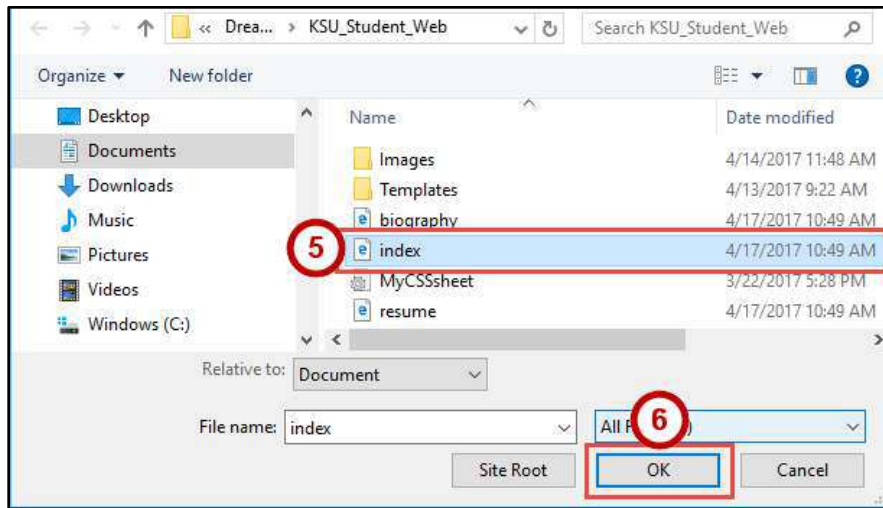 Drea... KSU_Student_Web Search KSU_Student_Web
Organize New folder
Desktop
Documents
Downloads
Music
Pictures
Videos
Windows (C:)
Name Date modified
Images 4/14/2017 11:48 AM
Templates 4/13/2017 9:22 AM
biography 4/17/2017 10:49 AM
5 index 4/17/2017 10:49 AM
MyCSSsheet 3/22/2017 5:28 PM
resume 4/17/2017 10:49 AM
Relative to: Document
File name: index All 6
Site Root OK Cancel